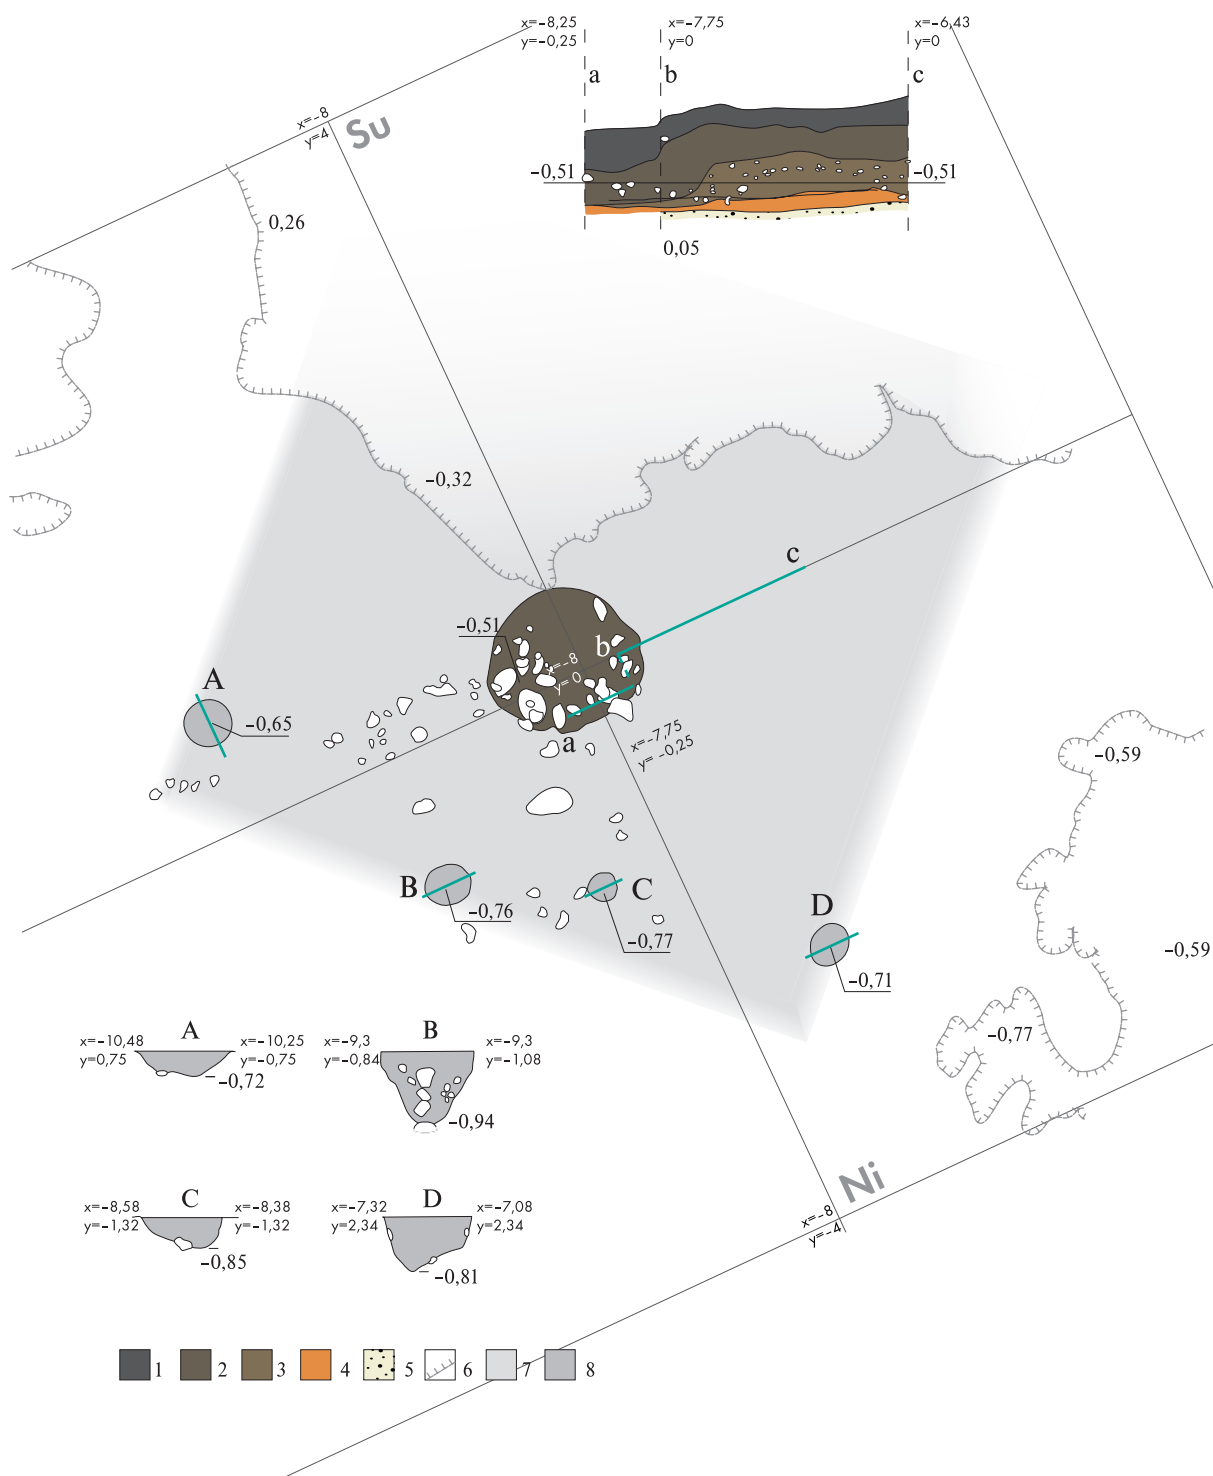 x=-8,25
y=-0,25
x=-7,75
y=0
x=-6,43
y=0
a
b
c
x=-8
y=4
Su
-0,51
-0,51
0,26
0,05
-0,32
c
-0,51
b
x=-8
y=0
A
-0,65
a
x=-7,75
y=-0,25
-0,59
B
-0,76
C
-0,77
D
-0,71
-0,59
-0,77
A
x=-10,48
y=0,75
x=-10,25
y=-0,75
-0,72
B
x=-9,3
y=-0,84
x=-9,3
y=-1,08
-0,94
C
x=-8,58
y=-1,32
x=-8,38
y=-1,32
-0,85
D
x=-7,32
y=2,34
x=-7,08
y=2,34
-0,81
Ni
x=-8
y=-4
1 2 3 4 5 6 7 8